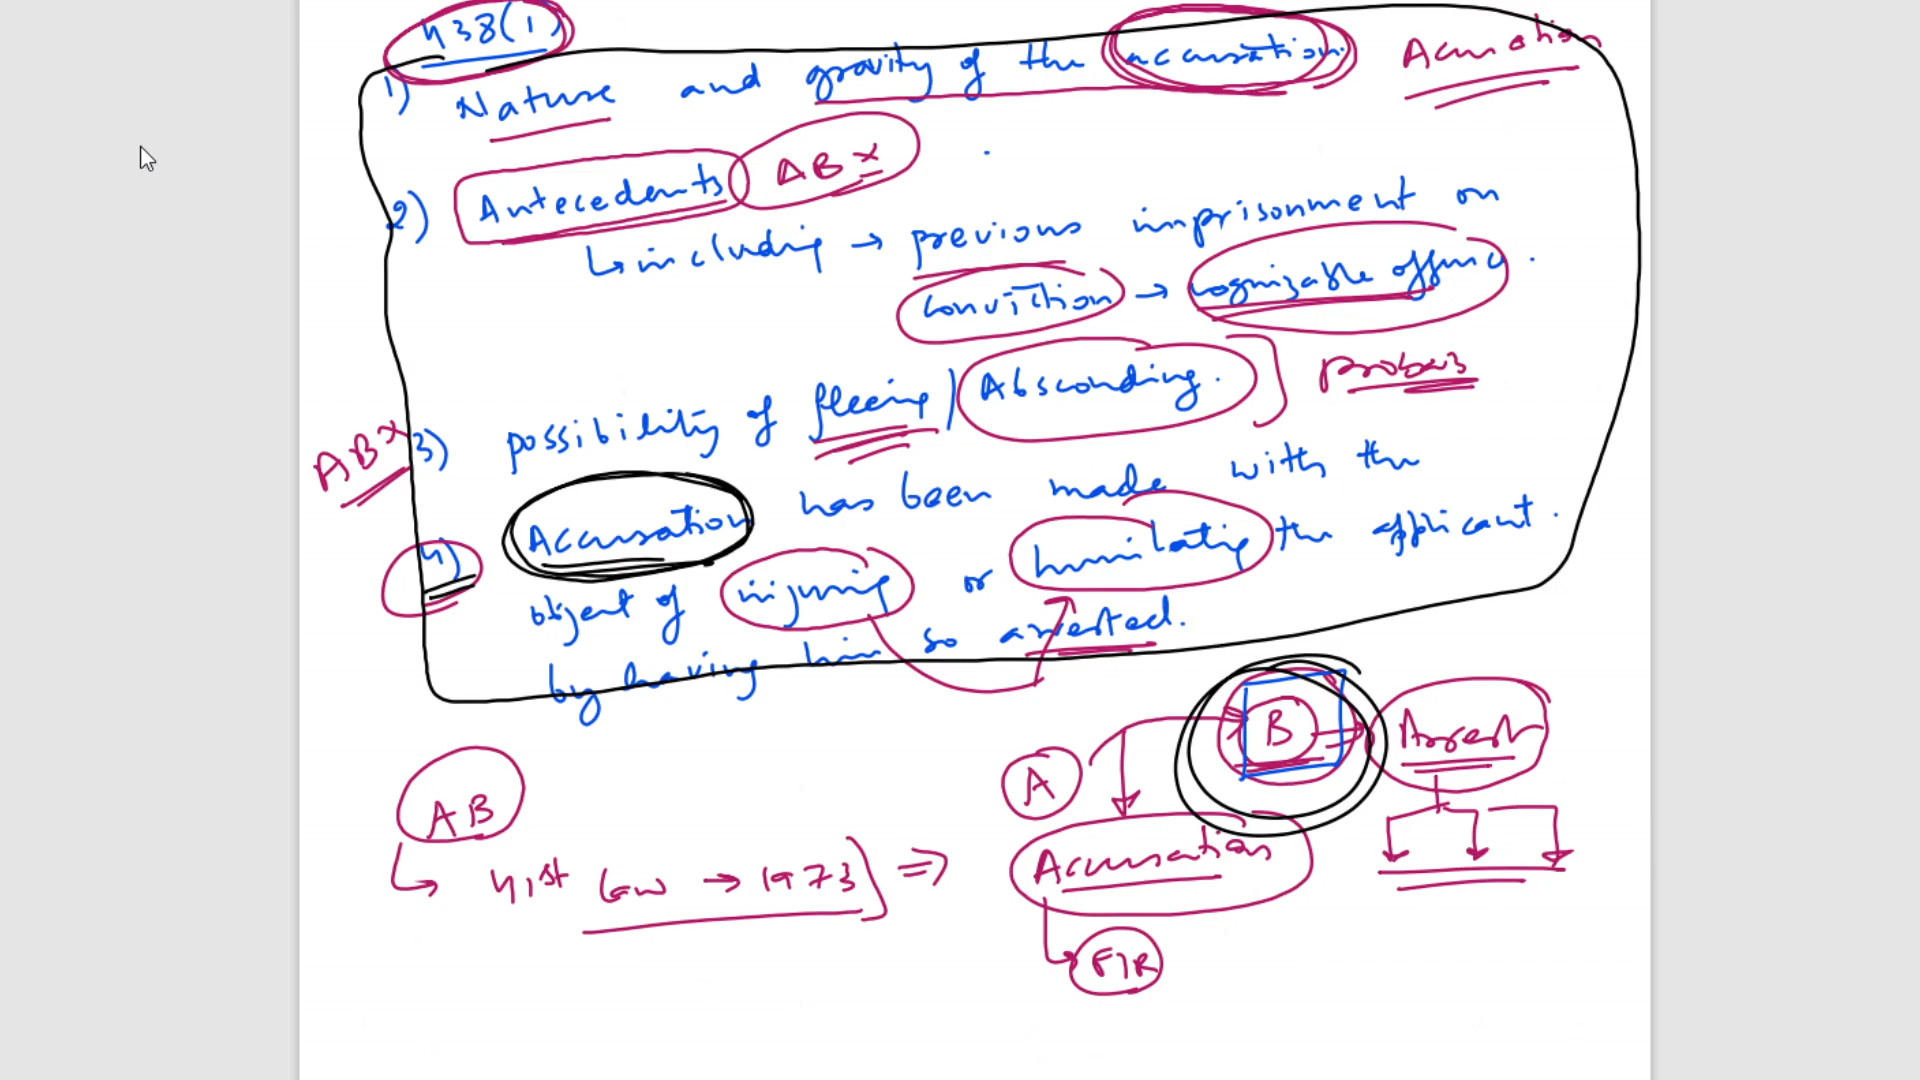 438(1)
1) Nature and gravity of the accusation. Accusation
2) Antecedents ABx
↳ including → previous imprisonment on
conviction → cognizable offence.
ABx 3) possibility of fleeing / Absconding.
4) Accusation has been made with the
object of injuring or humiliating the applicant
by having him so arrested.
B Arrest
A
AB
↳ 41st law → 1973 ⇒ Accusation
FIR